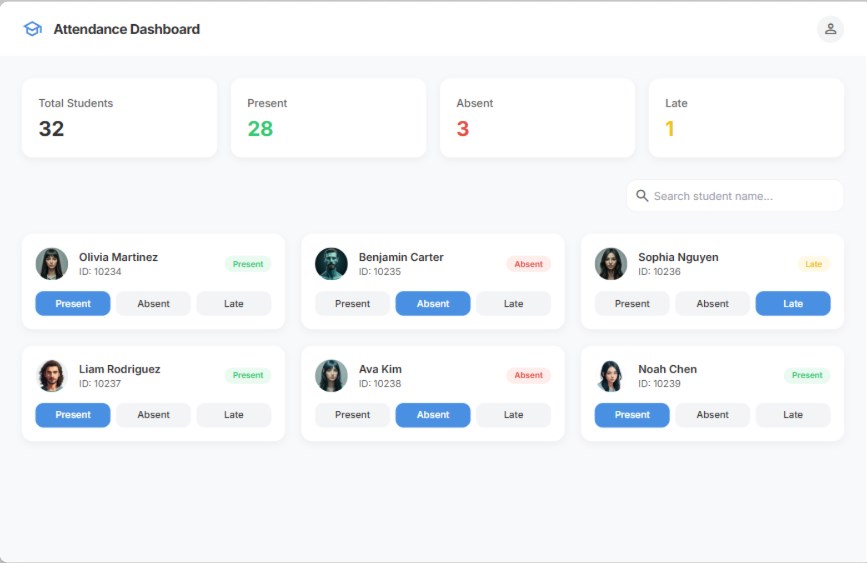 Attendance Dashboard
Total Students
32
Present
28
Absent
3
Late
1
Search student name...
Olivia Martinez
ID: 10234
Present
Present Absent Late
Benjamin Carter
ID: 10235
Absent
Present Absent Late
Sophia Nguyen
ID: 10236
Late
Present Absent Late
Liam Rodriguez
ID: 10237
Present
Present Absent Late
Ava Kim
ID: 10238
Absent
Present Absent Late
Noah Chen
ID: 10239
Present
Present Absent Late